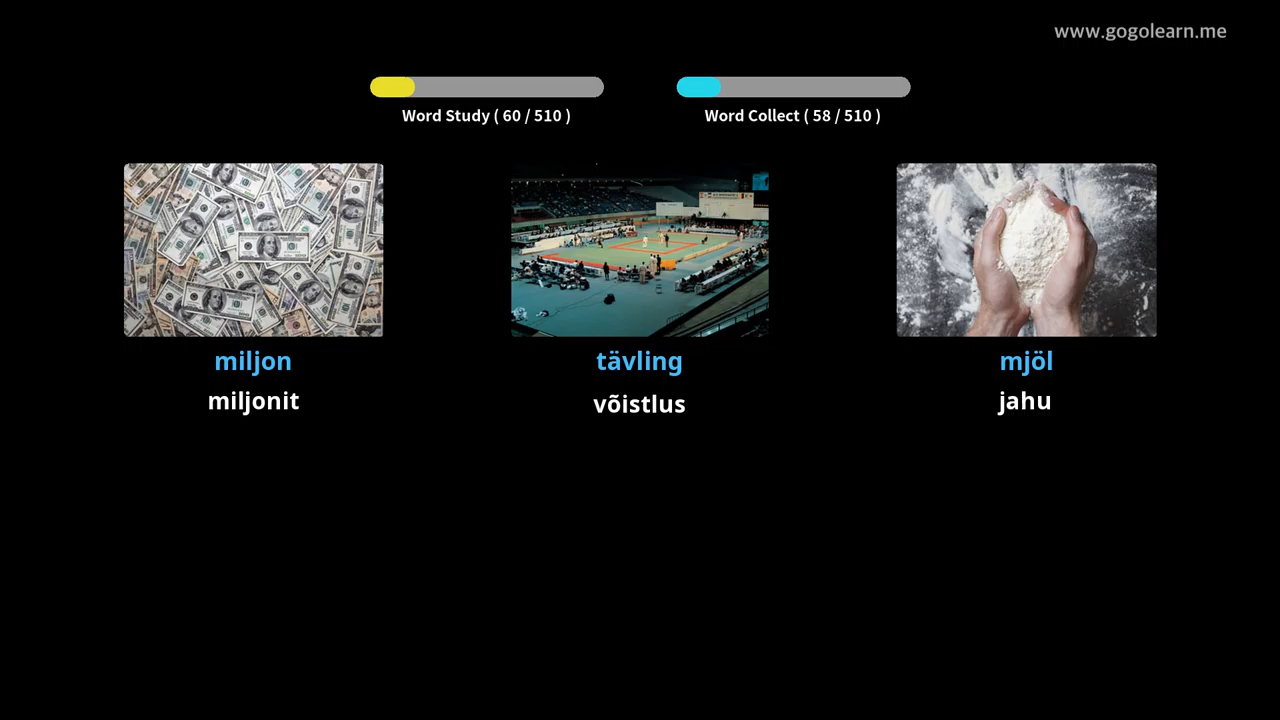 www.gogolearn.me
Word Study ( 60 / 510 )
Word Collect ( 58 / 510 )
miljon
tävling
mjöl
miljonit
võistlus
jahu